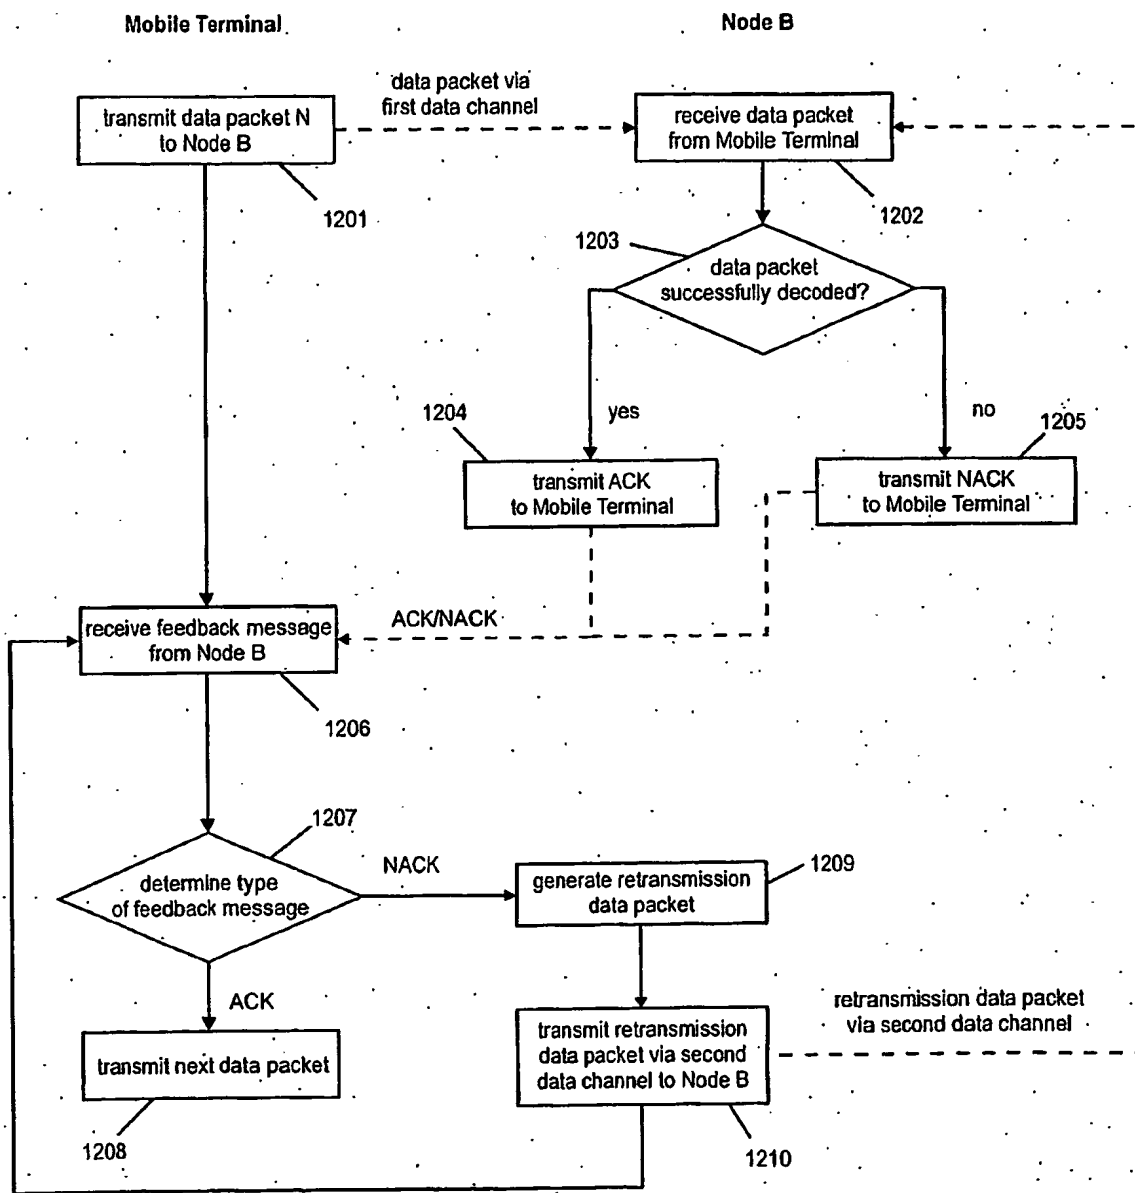 Mobile Terminal
Node B
data packet via
first data channel
transmit data packet N
to Node B
receive data packet
from Mobile Terminal
1201
1202
1203
data packet
successfully decoded?
1204
yes
no
1205
transmit ACK
to Mobile Terminal
transmit NACK
to Mobile Terminal
ACK/NACK
receive feedback message
from Node B
1206
1207
NACK
determine type
of feedback message
generate retransmission
data packet
1209
ACK
retransmission data packet
via second data channel
transmit next data packet
transmit retransmission
data packet via second
data channel to Node B
1208
1210